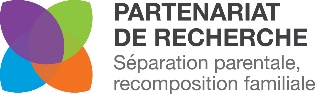 PARTENARIAT
DE RECHERCHE
Séparation parentale,
recomposition familiale